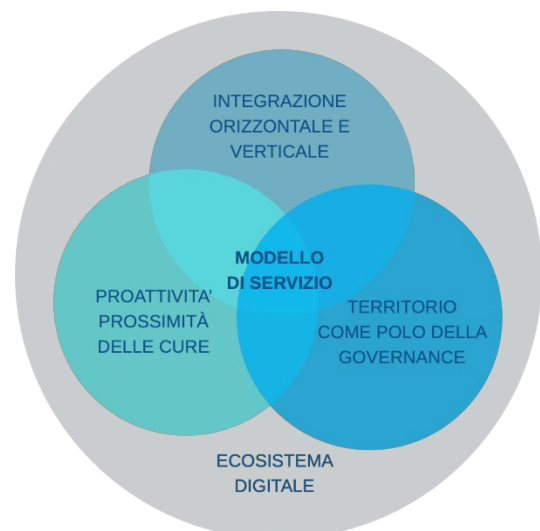 INTEGRAZIONE
ORIZZONTALE E
VERTICALE
MODELLO
DI SERVIZIO
PROATTIVITA'
PROSSIMITÀ
DELLE CURE
TERRITORIO
COME POLO DELLA
GOVERNANCE
ECOSISTEMA
DIGITALE